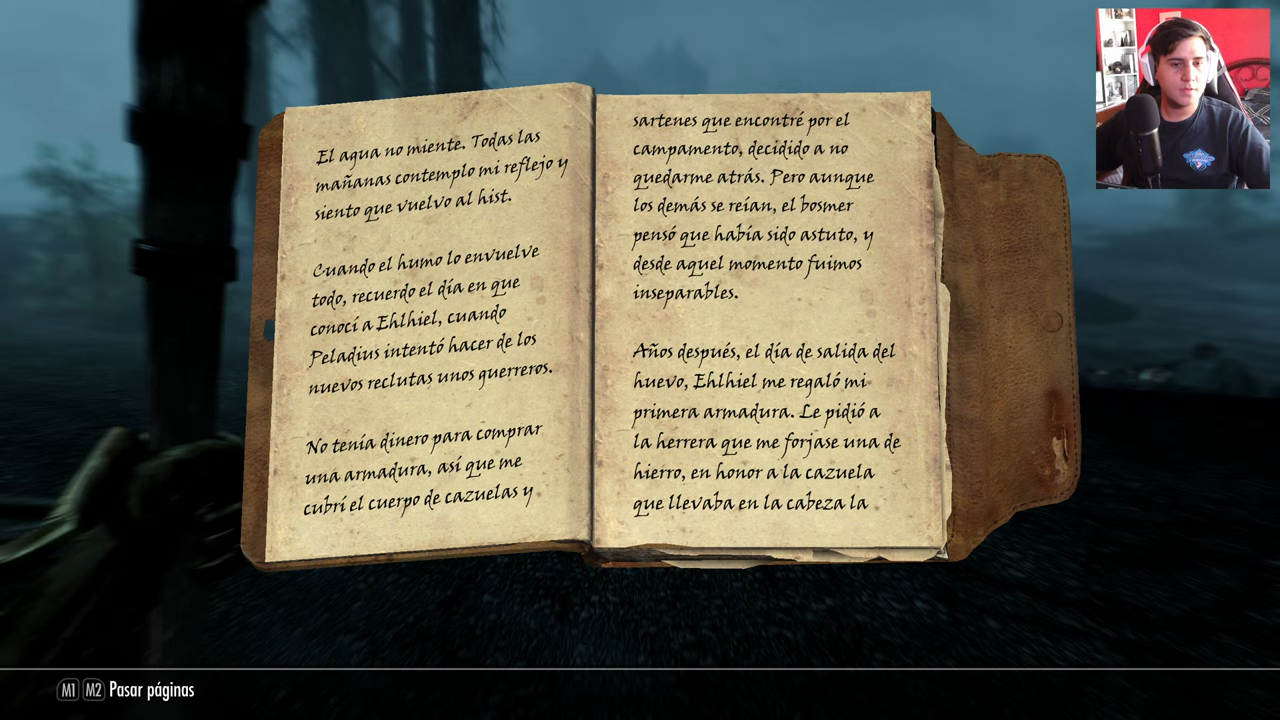 El agua no miente. Todas las
mañanas contemplo mi reflejo y
siento que vuelvo al hist.
Cuando el humo lo envuelve
todo, recuerdo el día en que
conocí a Ehlhiel, cuando
Peladius intentó hacer de los
nuevos reclutas unos guerreros.
No tenía dinero para comprar
una armadura, así que me
cubrí el cuerpo de cazuelas y
sartenes que encontré por el
campamento, decidido a no
quedarme atrás. Pero aunque
los demás se reían, el bosmer
pensó que había sido astuto, y
desde aquel momento fuimos
inseparables.
Años después, el día de salida del
huevo, Ehlhiel me regaló mi
primera armadura. Le pidió a
la herrera que me forjase una de
hierro, en honor a la cazuela
que llevaba en la cabeza la
M1 M2 Pasar páginas